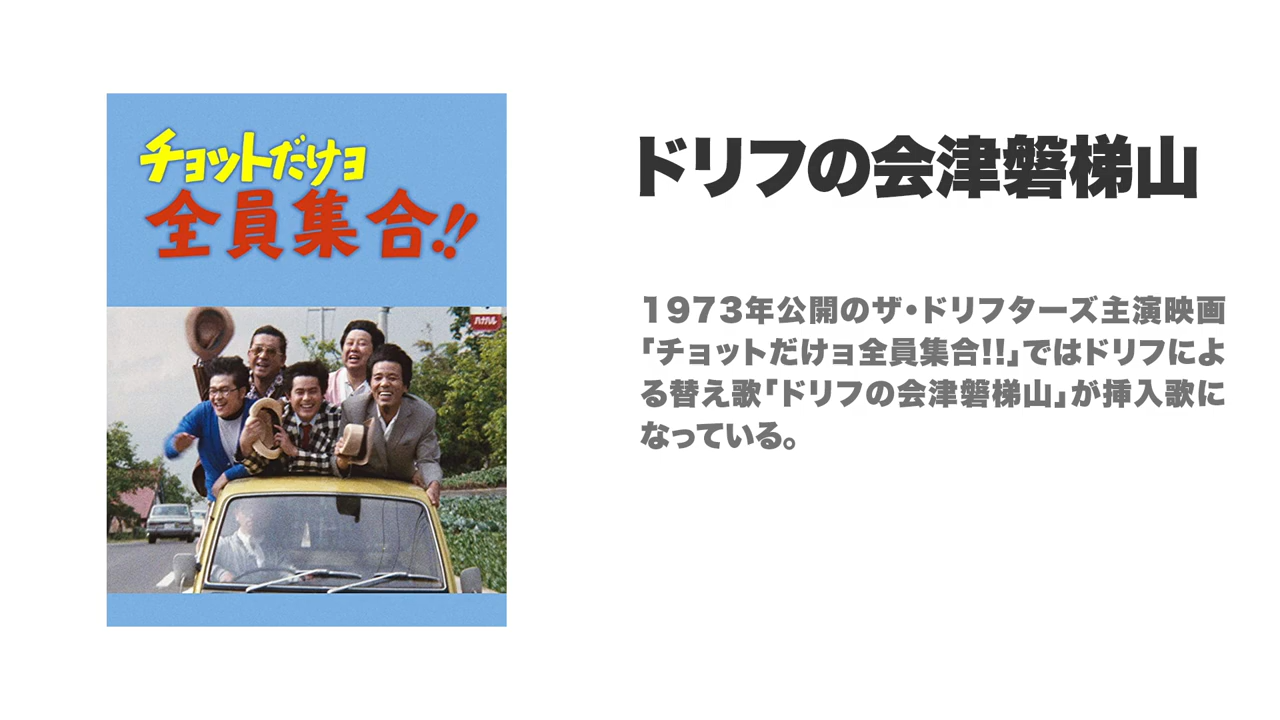 チョットだけョ
全員集合!!
ハナハル
ドリフの会津磐梯山
1973年公開のザ・ドリフターズ主演映画
「チョットだけョ全員集合!!」ではドリフによ
る替え歌「ドリフの会津磐梯山」が挿入歌に
なっている。